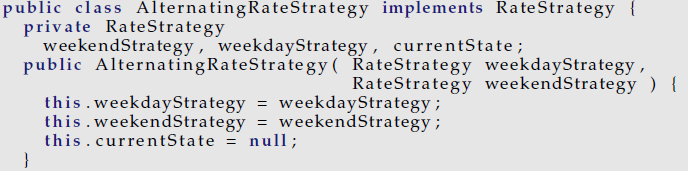 public class AlternatingRateStrategy implements RateStrategy {
private RateStrategy
weekendStrategy, weekdayStrategy, currentState;
public AlternatingRateStrategy( RateStrategy weekdayStrategy,
RateStrategy weekendStrategy ) {
this.weekdayStrategy = weekdayStrategy;
this.weekendStrategy = weekendStrategy;
this.currentState = null;
}